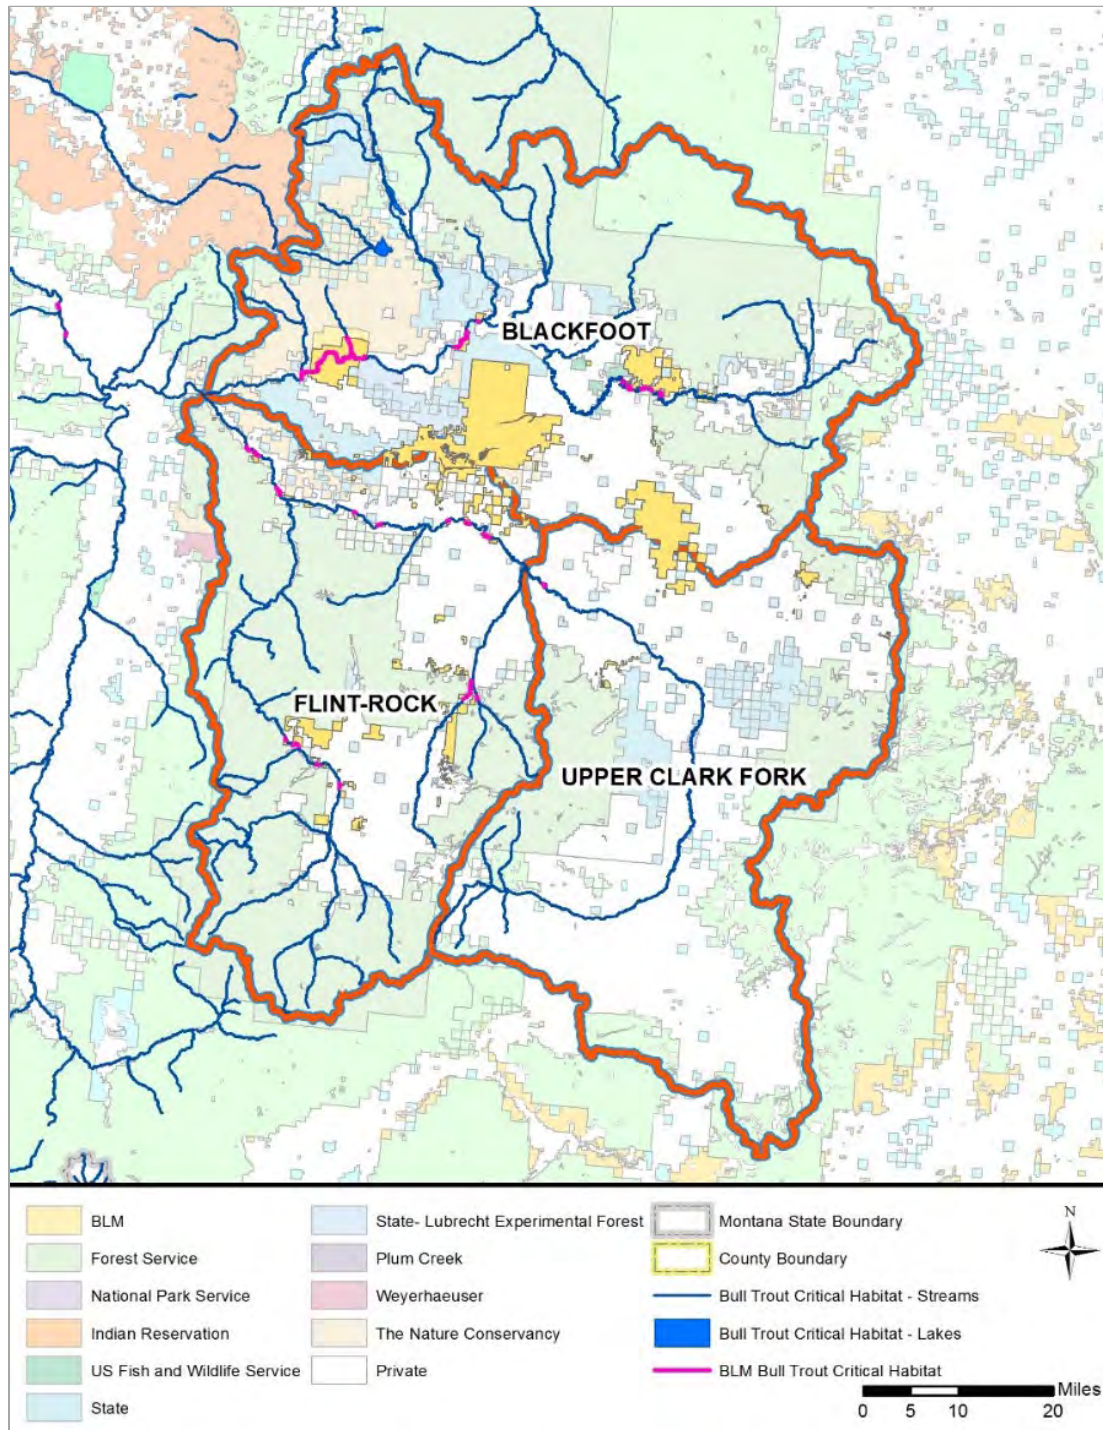 BLACKFOOT
FLINT-ROCK
UPPER CLARK FORK
BLM
Forest Service
National Park Service
Indian Reservation
US Fish and Wildlife Service
State
State- Lubrecht Experimental Forest
Plum Creek
Weyerhaeuser
The Nature Conservancy
Private
Montana State Boundary
County Boundary
Bull Trout Critical Habitat - Streams
Bull Trout Critical Habitat - Lakes
BLM Bull Trout Critical Habitat
N
Miles
0 5 10 20